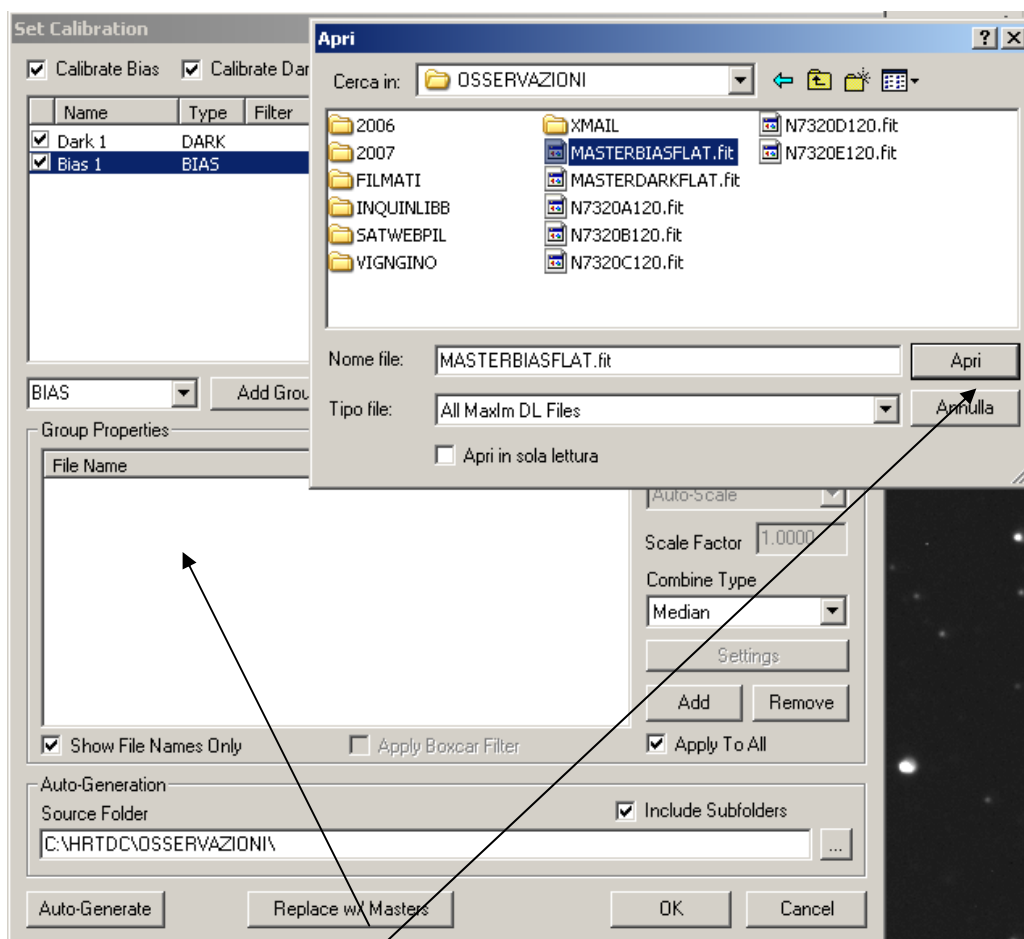 Set Calibration
Calibrate Bias
Calibrate Dar
Name Type Filter
Dark 1 DARK
Bias 1 BIAS
BIAS
Add Grou
Group Properties
File Name
Apri
Cerca in: OSSERVAZIONI
2006
2007
FILMATI
INQUINLIBB
SATWEBPIL
VIGNGINO
XMAIL
MASTERBIASFLAT.fit
MASTERDARKFLAT.fit
N7320A120.fit
N7320B120.fit
N7320C120.fit
N7320D120.fit
N7320E120.fit
Nome file: MASTERBIASFLAT.fit
Apri
Tipo file: All MaxIm DL Files
Annulla
Apri in sola lettura
Auto-Scale
Scale Factor 1.0000
Combine Type
Median
Settings
Add Remove
Show File Names Only
Apply Boxcar Filter
Apply To All
Auto-Generation
Source Folder
Include Subfolders
C:\HRTDC\OSSERVAZIONI\
...
Auto-Generate
Replace w/ Masters
OK
Cancel